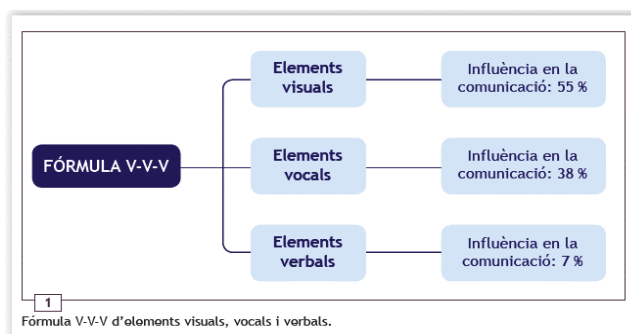 Elements
visuals
Influència en la
comunicació: 55 %
FÓRMULA V-V-V
Elements
vocals
Influència en la
comunicació: 38 %
Elements
verbals
Influència en la
comunicació: 7 %
1
Fórmula V-V-V d'elements visuals, vocals i verbals.